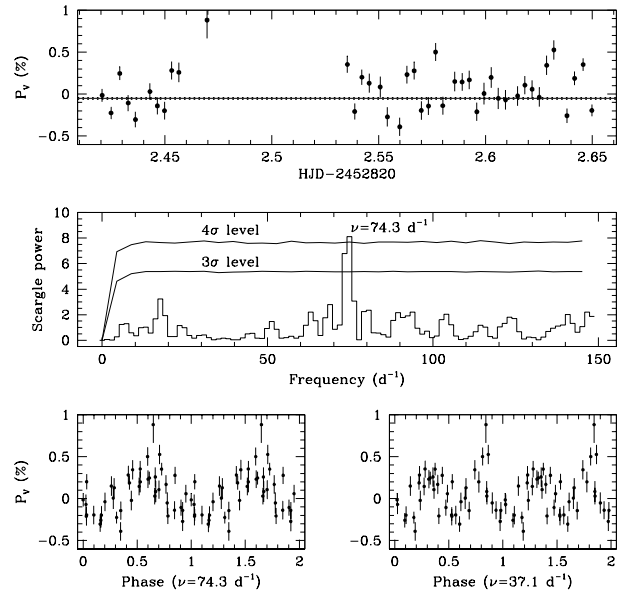 1
0.5
0
−0.5
P_V (%)
2.45 2.5 2.55 2.6 2.65
HJD−2452820
10
8
6
4
2
0
Scargle power
4σ level
ν=74.3 d⁻¹
3σ level
0 50 100 150
Frequency (d⁻¹)
1
0.5
0
−0.5
P_V (%)
0 0.5 1 1.5 2
Phase (ν=74.3 d⁻¹)
1
0.5
0
−0.5
0 0.5 1 1.5 2
Phase (ν=37.1 d⁻¹)